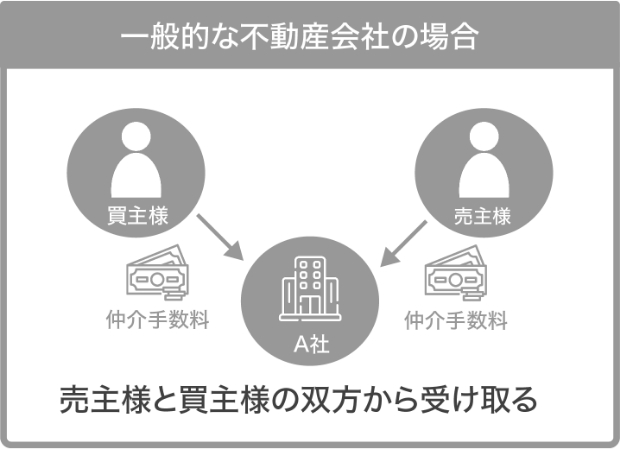 一般的な不動産会社の場合
買主様
売主様
仲介手数料
A社
仲介手数料
売主様と買主様の双方から受け取る